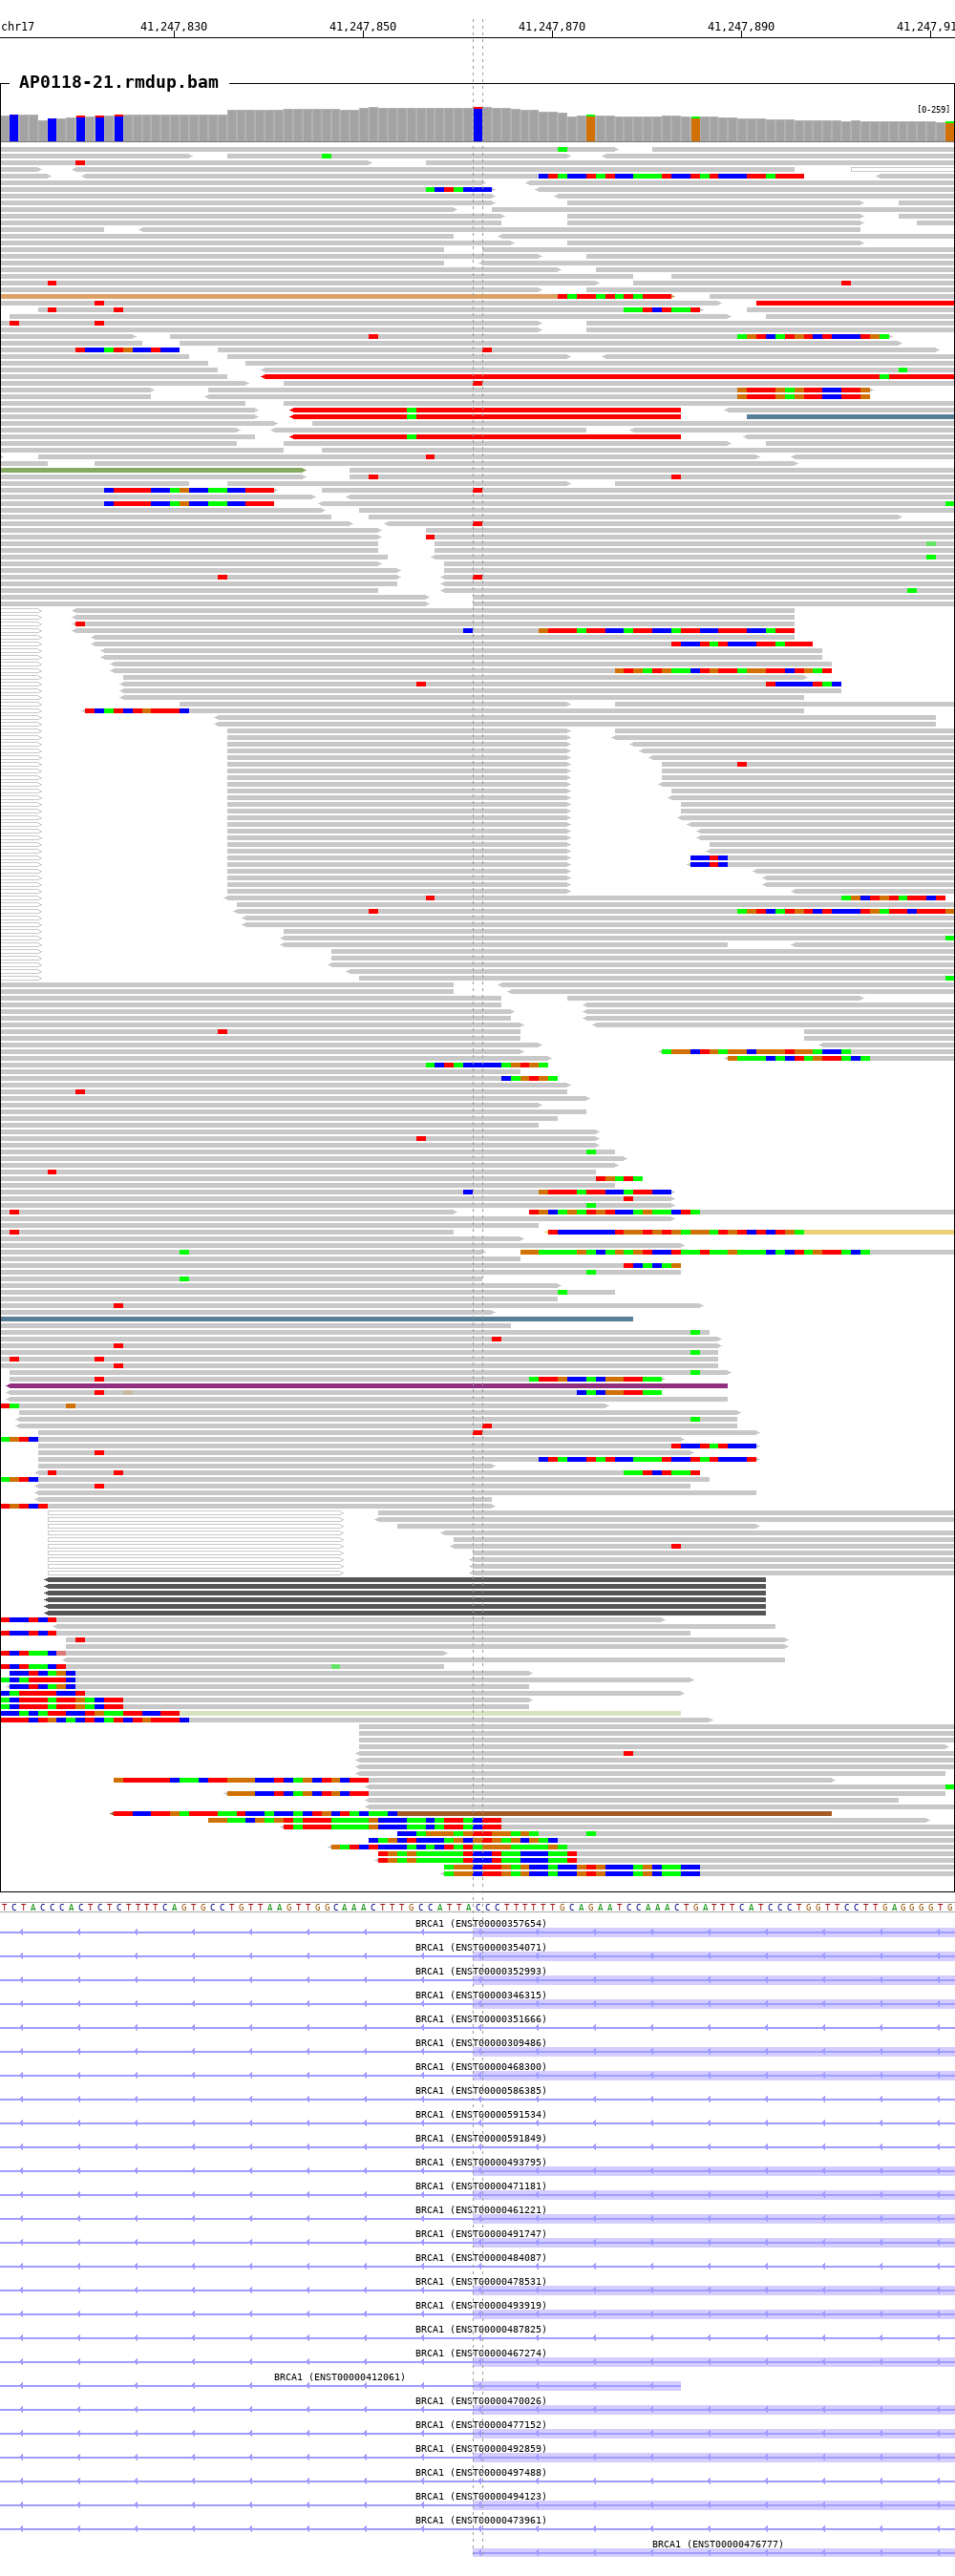 chr17 41,247,830 41,247,850 41,247,870 41,247,890 41,247,91
AP0118-21.rmdup.bam
[0-259]
TCTACCCACTCTCTTTTCAGTGCCTGTTAAGTTGGCAAACTTTGCCATTACCCTTTTTTGCAGAATCCAAACTGATTTCATCCCTGGTTCCTTGAGGGGTG
BRCA1 (ENST00000357654)
BRCA1 (ENST00000354071)
BRCA1 (ENST00000352993)
BRCA1 (ENST00000346315)
BRCA1 (ENST00000351666)
BRCA1 (ENST00000309486)
BRCA1 (ENST00000468300)
BRCA1 (ENST00000586385)
BRCA1 (ENST00000591534)
BRCA1 (ENST00000591849)
BRCA1 (ENST00000493795)
BRCA1 (ENST00000471181)
BRCA1 (ENST00000461221)
BRCA1 (ENST00000491747)
BRCA1 (ENST00000484087)
BRCA1 (ENST00000478531)
BRCA1 (ENST00000493919)
BRCA1 (ENST00000487825)
BRCA1 (ENST00000467274)
BRCA1 (ENST00000412061)
BRCA1 (ENST00000470026)
BRCA1 (ENST00000477152)
BRCA1 (ENST00000492859)
BRCA1 (ENST00000497488)
BRCA1 (ENST00000494123)
BRCA1 (ENST00000473961)
BRCA1 (ENST00000476777)